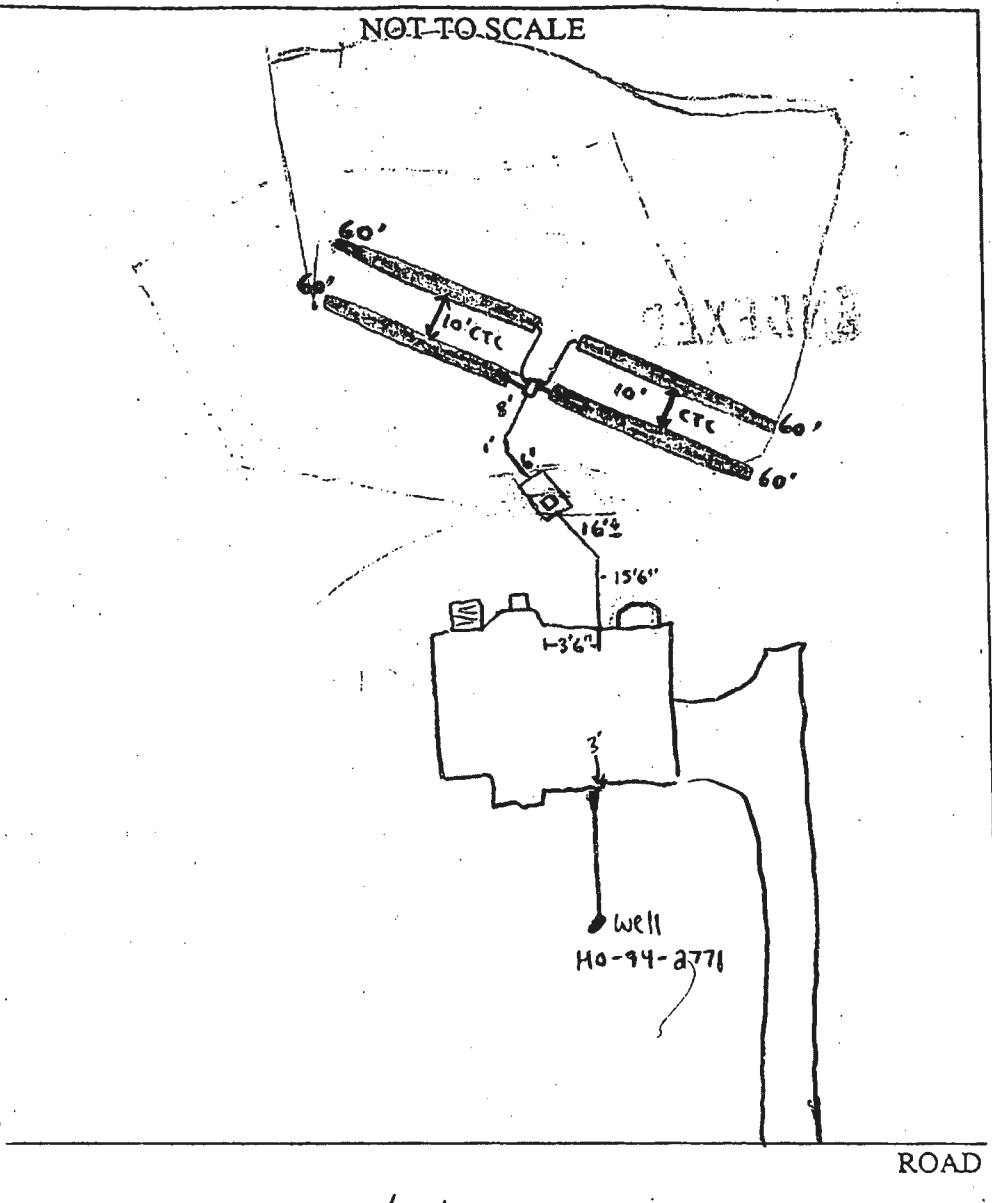 NOT TO SCALE
60'
60'
10' CTC
10'
CTC
60'
60'
8'
1'
6'
16'±
15'6"
3'6"
3'
well
HO-94-2771
ROAD